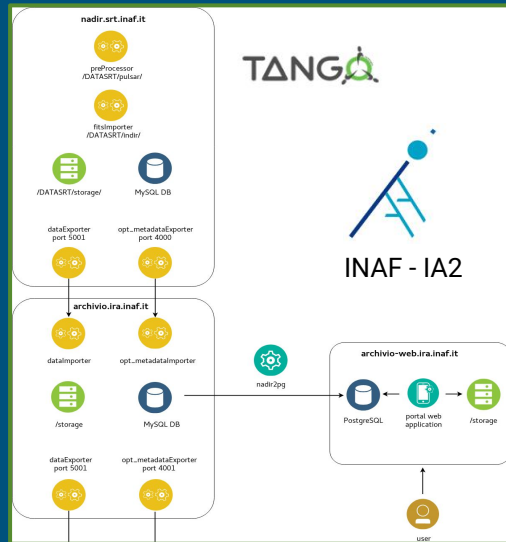 nadir.srt.inaf.it
preProcessor
/DATASRT/pulsar/
fitsImporter
/DATASRT/indir/
/DATASRT/storage/
MySQL DB
dataExporter
port 5001
opt_metadataExporter
port 4000
TANGO
INAF - IA2
archivio.ira.inaf.it
dataImporter
opt_metadataImporter
/storage
MySQL DB
dataExporter
port 5001
opt_metadataExporter
port 4001
nadir2pg
archivio-web.ira.inaf.it
PostgreSQL
portal web
application
/storage
user